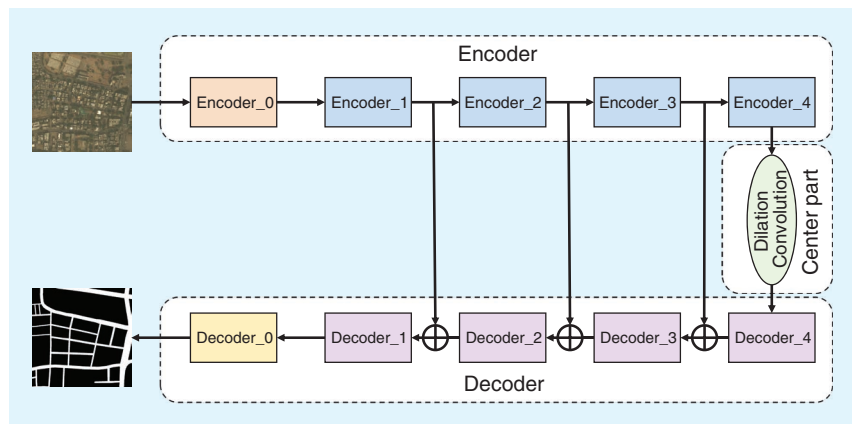 Encoder
Encoder_0
Encoder_1
Encoder_2
Encoder_3
Encoder_4
Dilation
Convolution
Center part
Decoder_0
Decoder_1
Decoder_2
Decoder_3
Decoder_4
Decoder